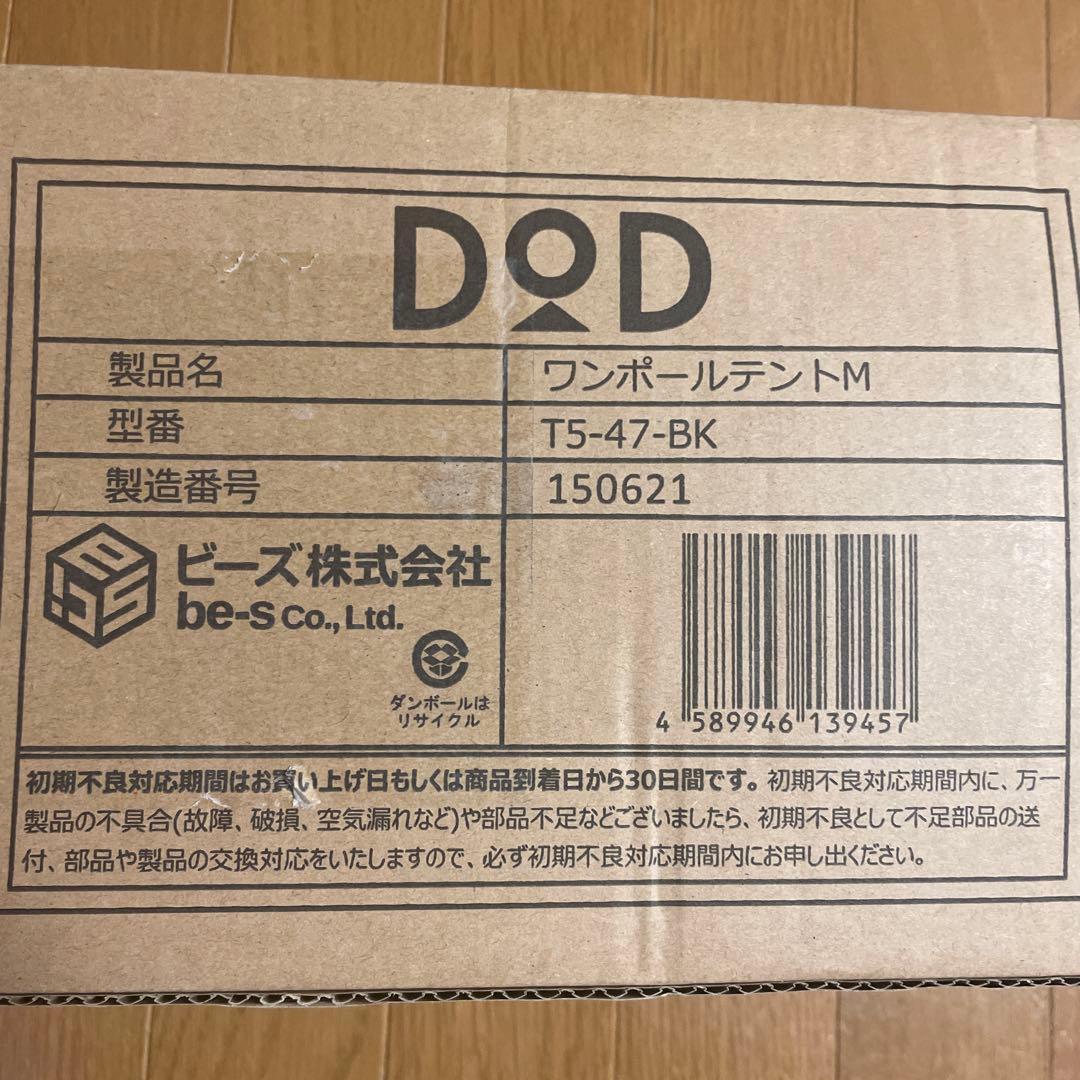 DOD
製品名 ワンポールテントM
型番 T5-47-BK
製造番号 150621
ビーズ株式会社
be-s Co., Ltd.
ダンボールは
リサイクル
4 589946 139457
初期不良対応期間はお買い上げ日もしくは商品到着日から30日間です。初期不良対応期間内に、万一
製品の不具合(故障、破損、空気漏れなど)や部品不足などございましたら、初期不良として不足部品の送
付、部品や製品の交換対応をいたしますので、必ず初期不良対応期間内にお申し出ください。